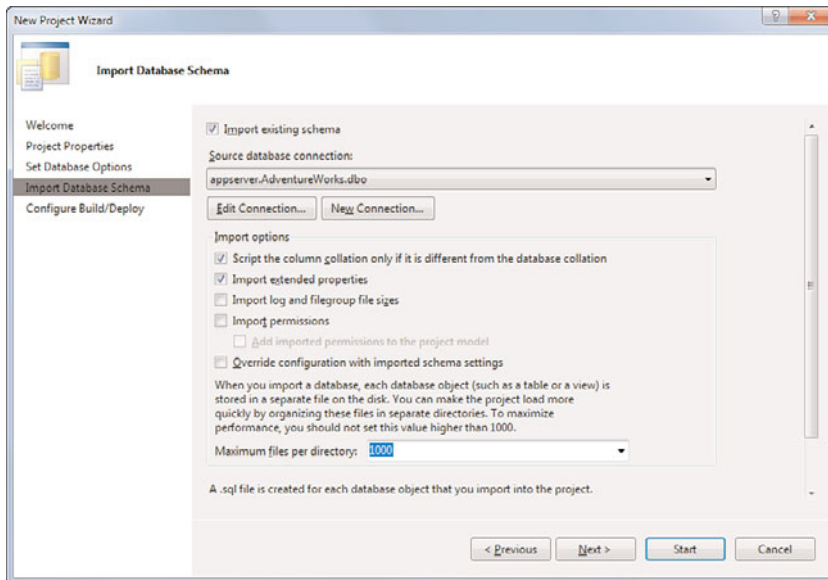 New Project Wizard
Import Database Schema
Welcome
Project Properties
Set Database Options
Import Database Schema
Configure Build/Deploy
Import existing schema
Source database connection:
appserver.AdventureWorks.dbo
Edit Connection...
New Connection...
Import options
Script the column collation only if it is different from the database collation
Import extended properties
Import log and filegroup file sizes
Import permissions
Add imported permissions to the project model
Override configuration with imported schema settings
When you import a database, each database object (such as a table or a view) is
stored in a separate file on the disk. You can make the project load more
quickly by organizing these files in separate directories. To maximize
performance, you should not set this value higher than 1000.
Maximum files per directory: 1000
A .sql file is created for each database object that you import into the project.
< Previous
Next >
Start
Cancel